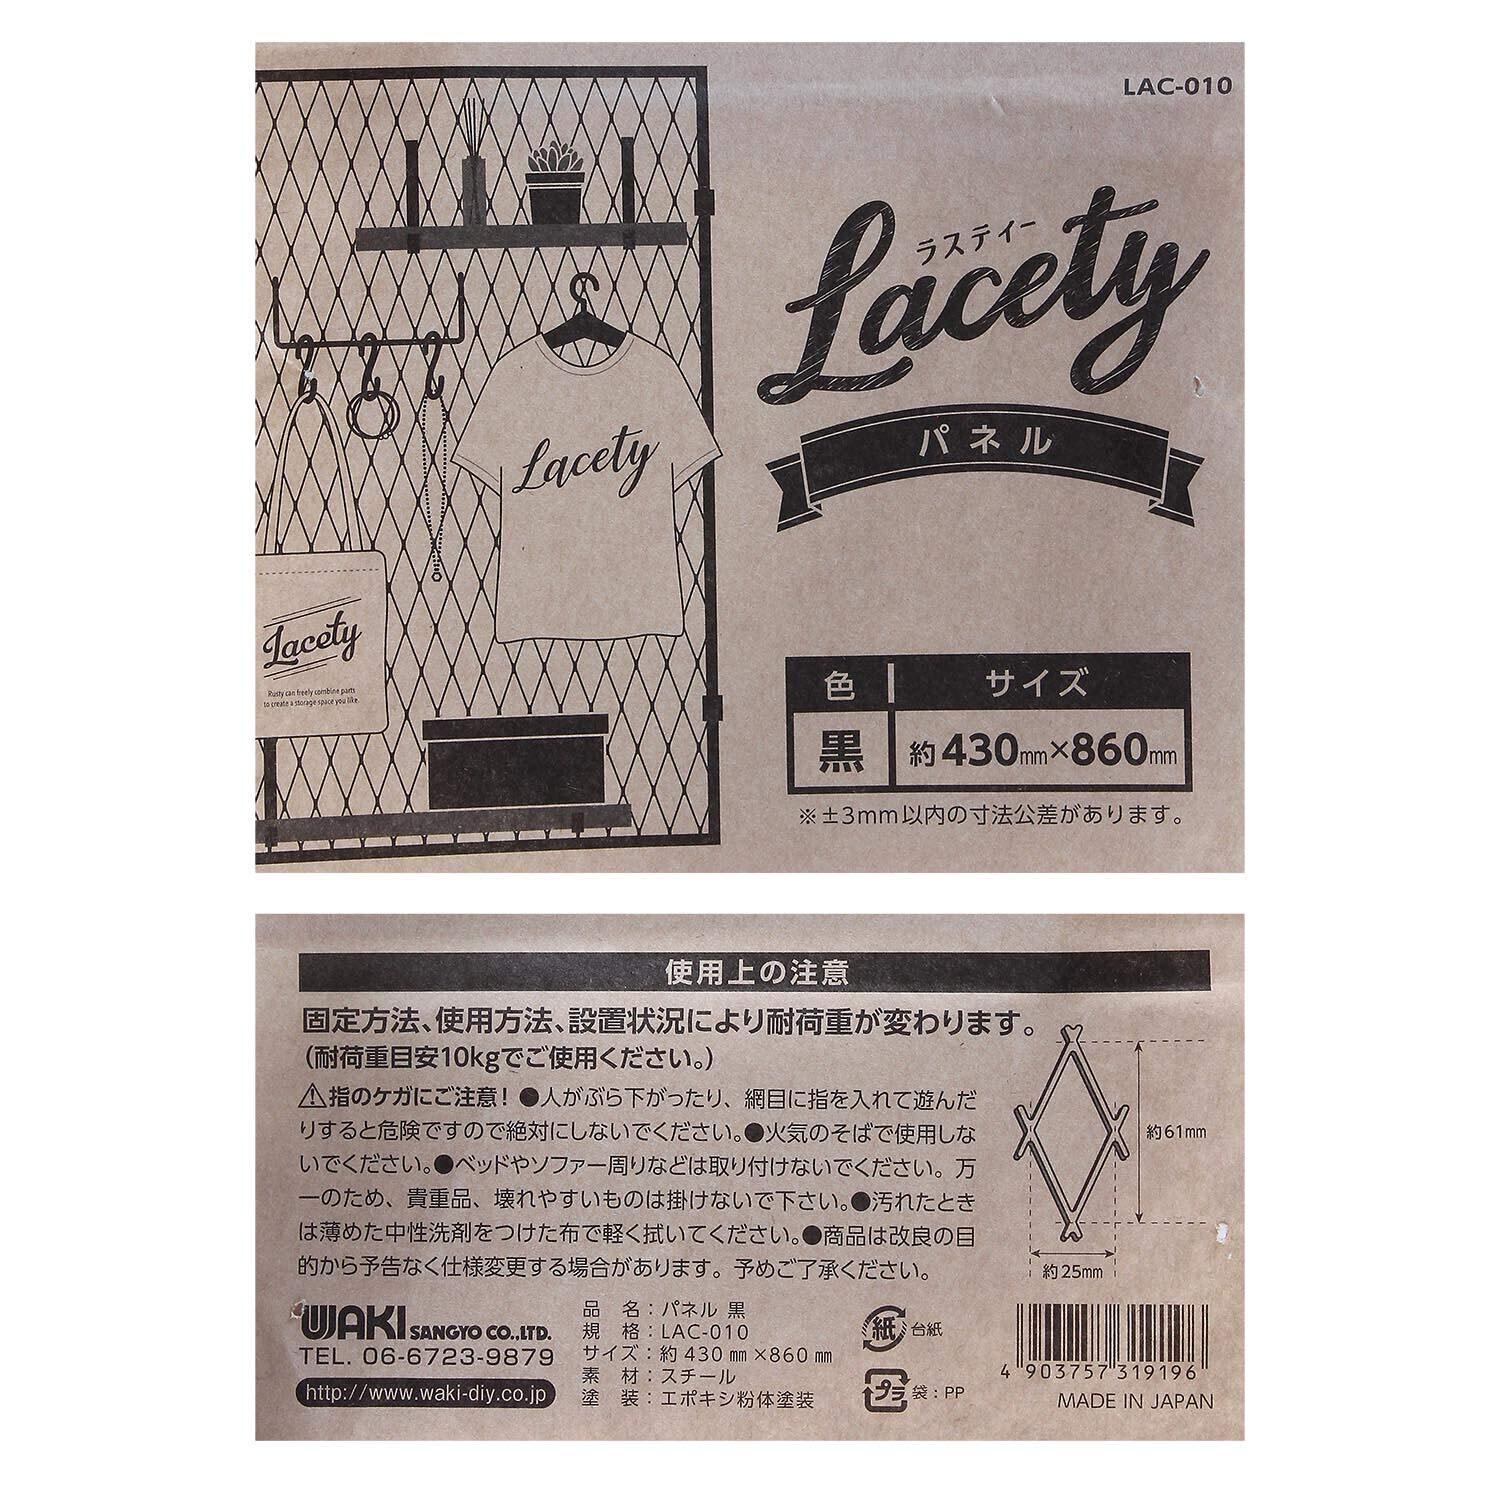 LAC-010
ラスティー
Lacety
パネル
Lacety
Lacety
Rusty can freely combine parts
to create a storage space you like.
色 サイズ
黒 約430mm×860mm
※±3mm以内の寸法公差があります。
使用上の注意
固定方法、使用方法、設置状況により耐荷重が変わります。
(耐荷重目安10kgでご使用ください。)
⚠指のケガにご注意！●人がぶら下がったり、網目に指を入れて遊んだ
りすると危険ですので絶対にしないでください。●火気のそばで使用しな
いでください。●ベッドやソファー周りなどは取り付けないでください。万
一のため、貴重品、壊れやすいものは掛けないで下さい。●汚れたとき
は薄めた中性洗剤をつけた布で軽く拭いてください。●商品は改良の目
的から予告なく仕様変更する場合があります。予めご了承ください。
約61mm
約25mm
WAKI SANGYO CO.,LTD.
TEL. 06-6723-9879
http://www.waki-diy.co.jp
品 名：パネル 黒
規 格：LAC-010
サイズ：約430㎜×860㎜
素 材：スチール
塗 装：エポキシ粉体塗装
紙 台紙
プラ 袋：PP
4 903757 319196
MADE IN JAPAN